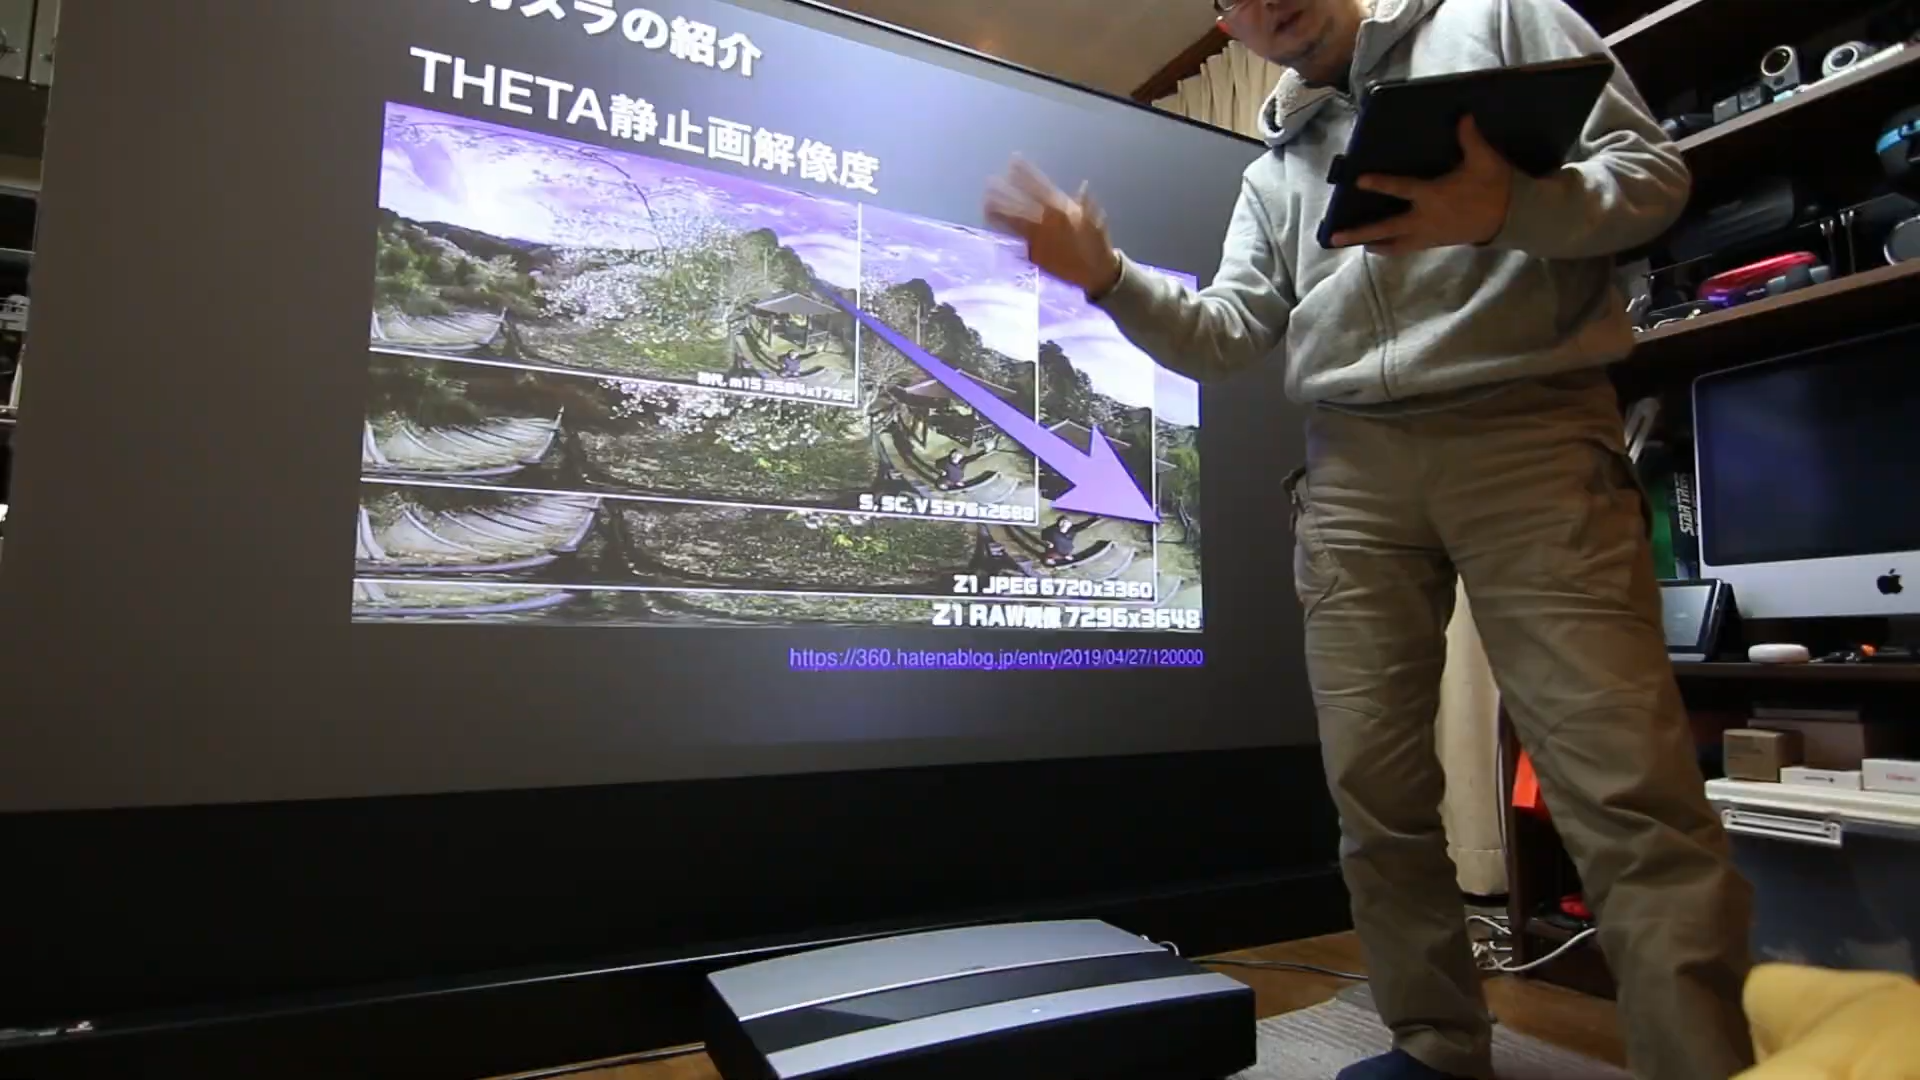 カメラの紹介
THETA静止画解像度
初代, m15 3584x1792
S, SC, V 5376x2688
Z1 JPEG 6720x3360
Z1 RAW現像 7296x3648
https://360.hatenablog.jp/entry/2019/04/27/120000